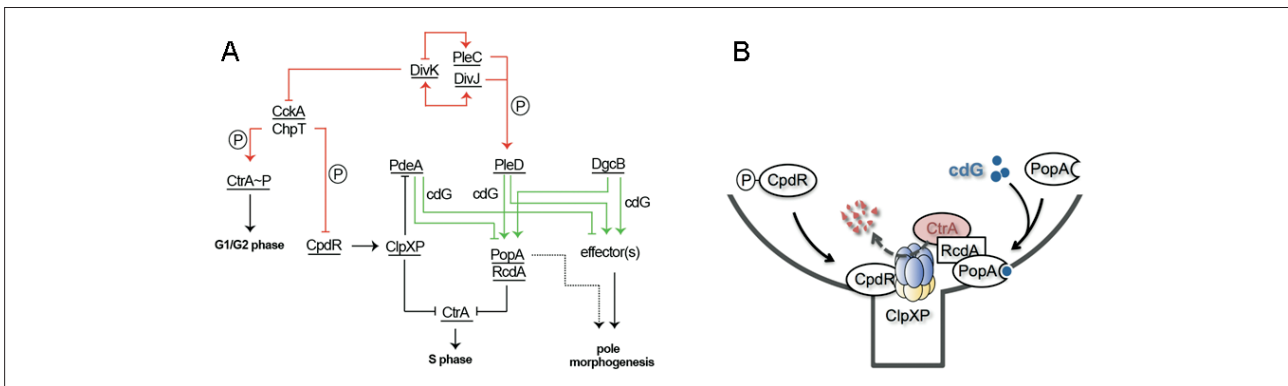 A
PleC
DivK
DivJ
P
CckA
ChpT
P
P
PdeA
PleD
DgcB
CtrA~P
cdG
cdG
cdG
G1/G2 phase
CpdR
ClpXP
PopA
effector(s)
RcdA
CtrA
S phase
pole
morphogenesis
B
P
CpdR
cdG
PopA
CtrA
RcdA
PopA
CpdR
ClpXP